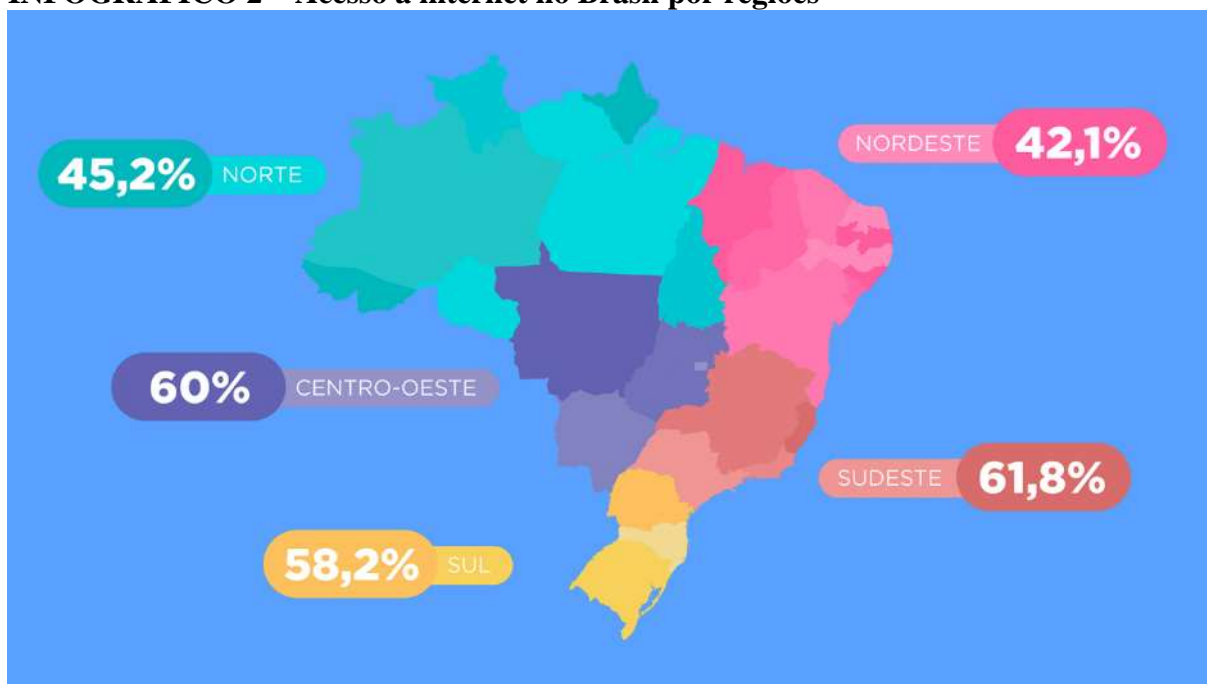 INFOGRÁFICO 2 – Acesso à internet no Brasil por regiões
NORDESTE 42,1%
45,2% NORTE
60% CENTRO-OESTE
SUDESTE 61,8%
58,2% SUL